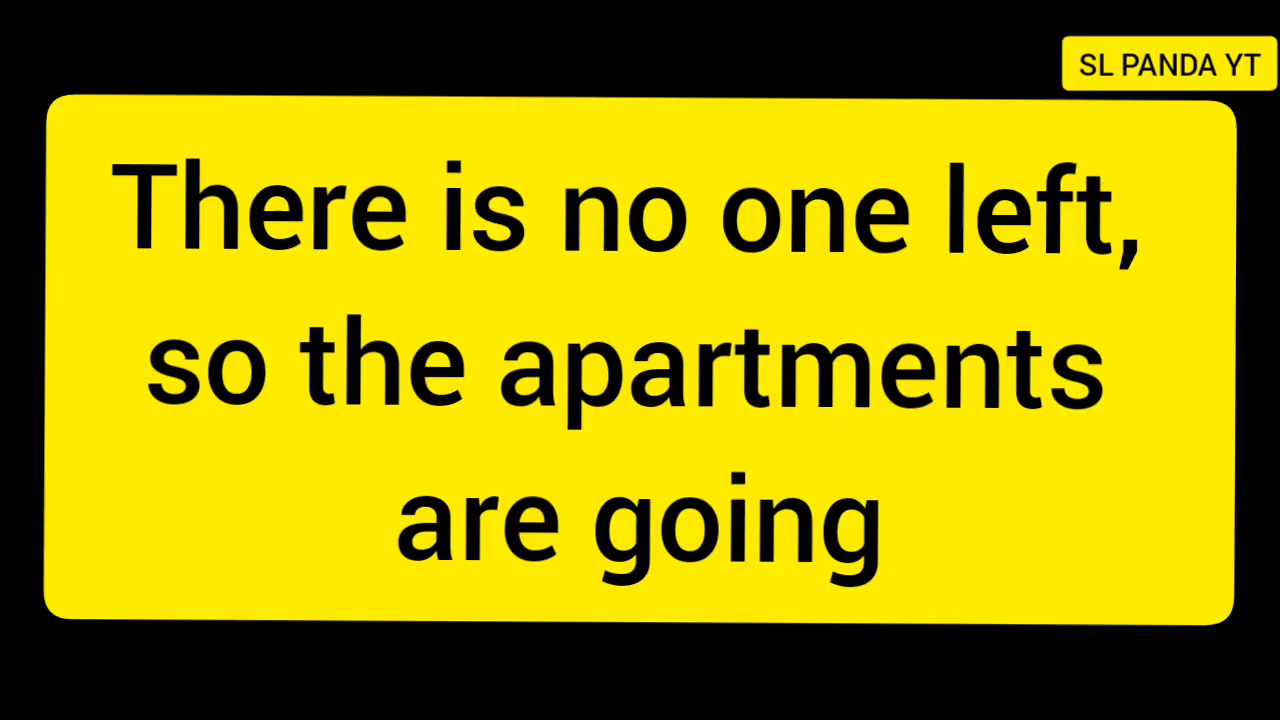 SL PANDA YT
There is no one left,
so the apartments
are going